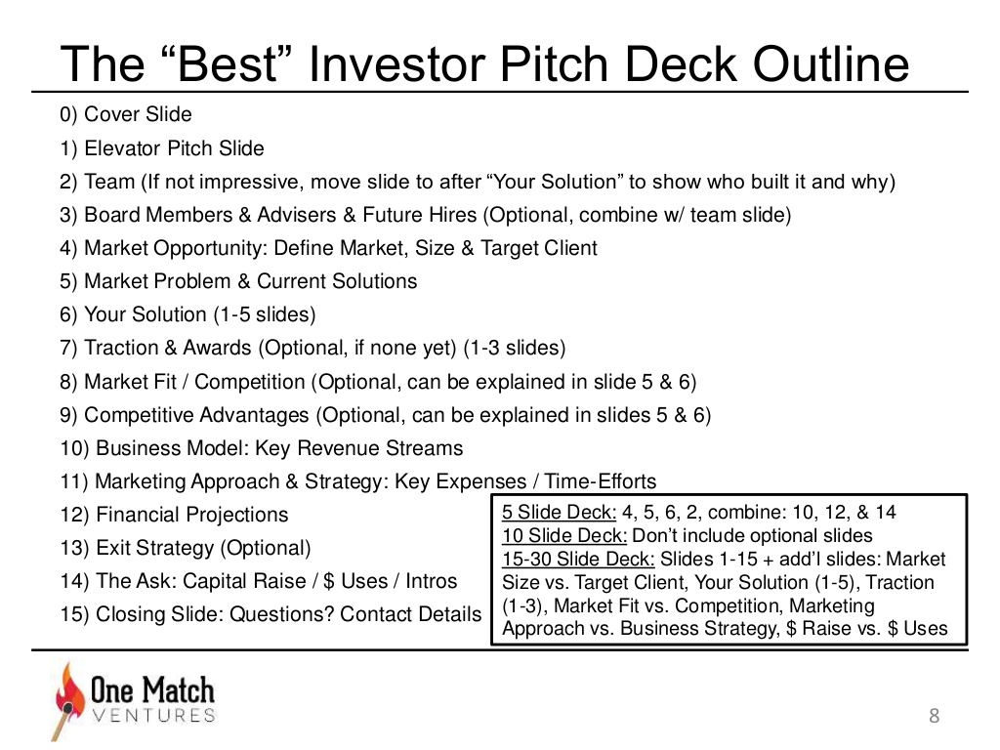 The “Best” Investor Pitch Deck Outline
0) Cover Slide
1) Elevator Pitch Slide
2) Team (If not impressive, move slide to after “Your Solution” to show who built it and why)
3) Board Members & Advisers & Future Hires (Optional, combine w/ team slide)
4) Market Opportunity: Define Market, Size & Target Client
5) Market Problem & Current Solutions
6) Your Solution (1-5 slides)
7) Traction & Awards (Optional, if none yet) (1-3 slides)
8) Market Fit / Competition (Optional, can be explained in slide 5 & 6)
9) Competitive Advantages (Optional, can be explained in slides 5 & 6)
10) Business Model: Key Revenue Streams
11) Marketing Approach & Strategy: Key Expenses / Time-Efforts
12) Financial Projections
13) Exit Strategy (Optional)
14) The Ask: Capital Raise / $ Uses / Intros
15) Closing Slide: Questions? Contact Details
5 Slide Deck: 4, 5, 6, 2, combine: 10, 12, & 14
10 Slide Deck: Don’t include optional slides
15-30 Slide Deck: Slides 1-15 + add’l slides: Market
Size vs. Target Client, Your Solution (1-5), Traction
(1-3), Market Fit vs. Competition, Marketing
Approach vs. Business Strategy, $ Raise vs. $ Uses
One Match
VENTURES
8